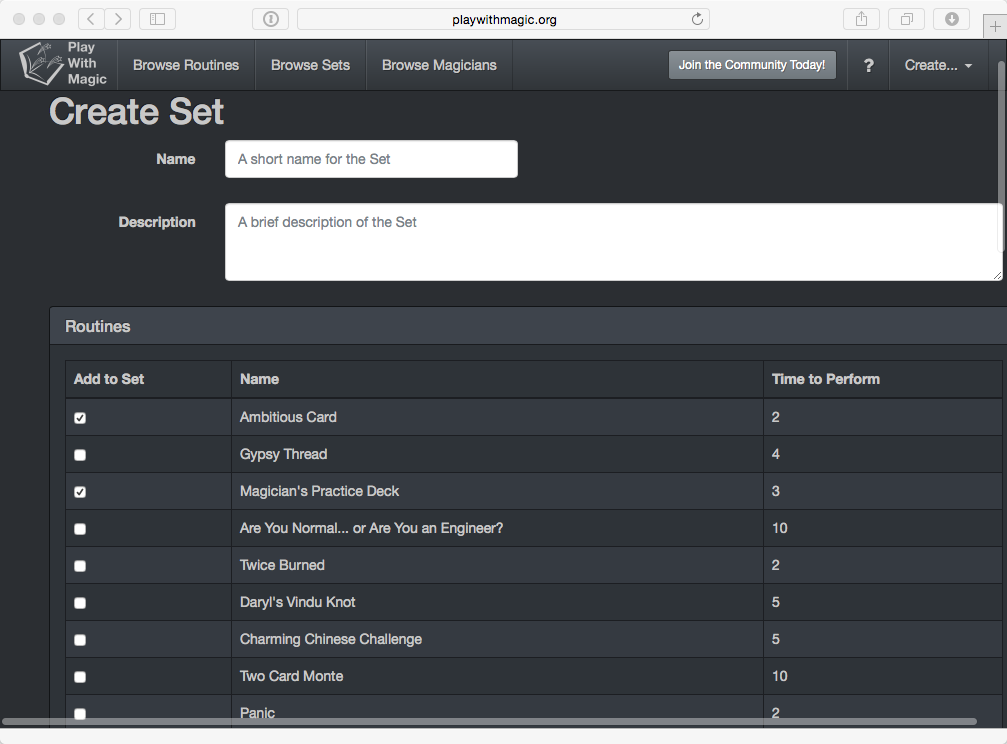 playwithmagic.org
Play
With
Magic
Browse Routines
Browse Sets
Browse Magicians
Join the Community Today!
?
Create...
Create Set
Name
A short name for the Set
Description
A brief description of the Set
Routines
Add to Set Name Time to Perform
Ambitious Card 2
Gypsy Thread 4
Magician's Practice Deck 3
Are You Normal... or Are You an Engineer? 10
Twice Burned 2
Daryl's Vindu Knot 5
Charming Chinese Challenge 5
Two Card Monte 10
Panic 2